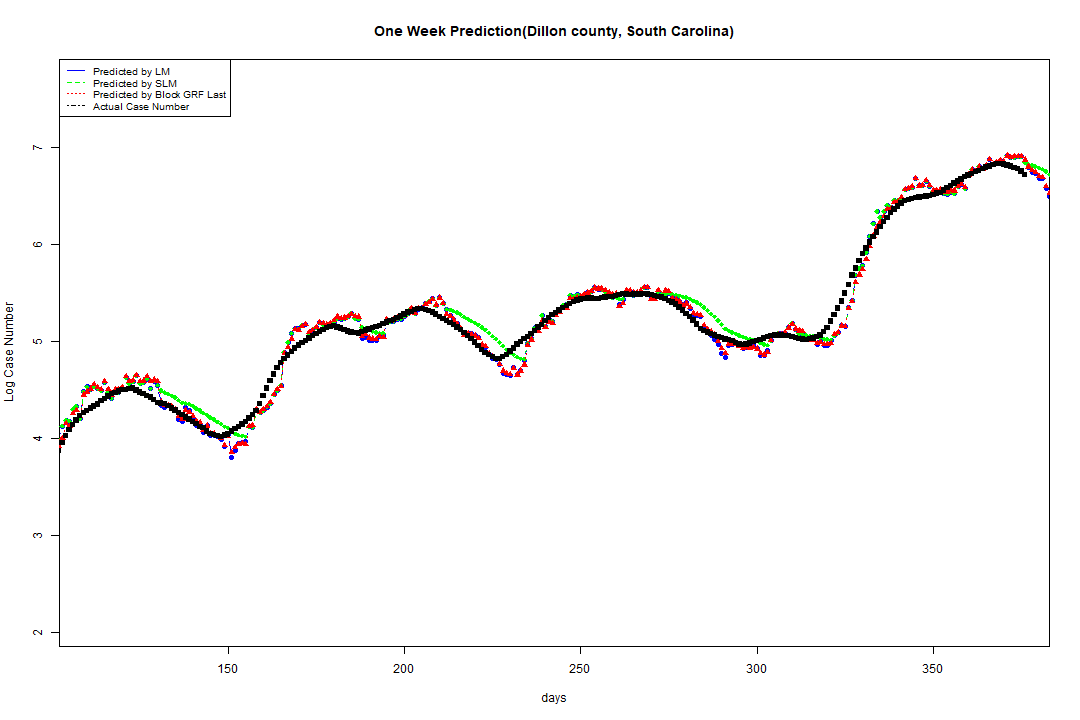 One Week Prediction(Dillon county, South Carolina)
Predicted by LM
Predicted by SLM
Predicted by Block GRF Last
Actual Case Number
7
6
5
4
3
2
Log Case Number
150 200 250 300 350
days